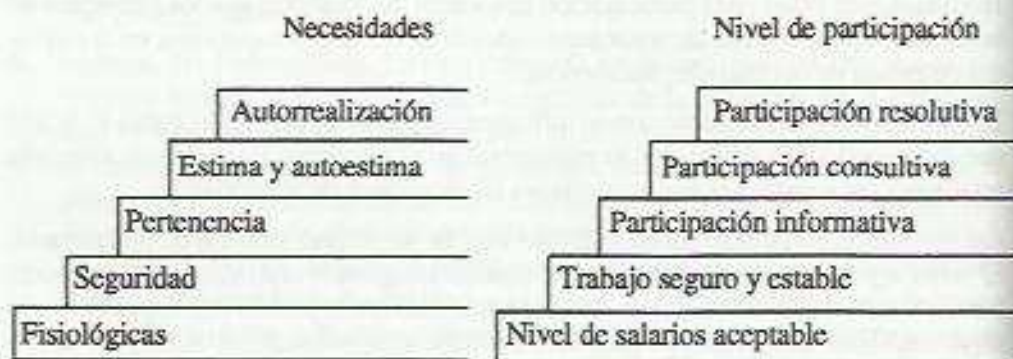 Necesidades
Nivel de participación
Autorrealización
Participación resolutiva
Estima y autoestima
Participación consultiva
Pertenencia
Participación informativa
Seguridad
Trabajo seguro y estable
Fisiológicas
Nivel de salarios aceptable